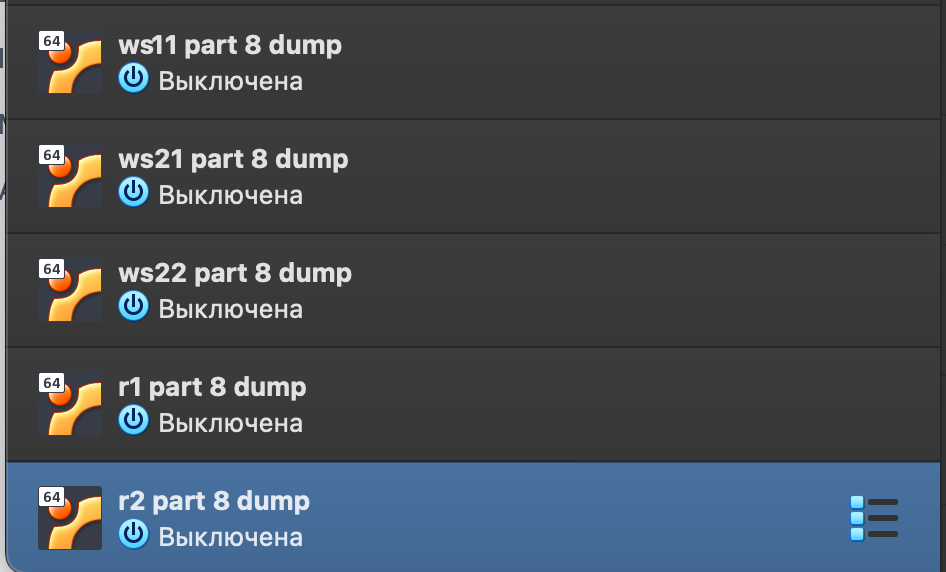 64
ws11 part 8 dump
Выключена
64
ws21 part 8 dump
Выключена
64
ws22 part 8 dump
Выключена
64
r1 part 8 dump
Выключена
64
r2 part 8 dump
Выключена